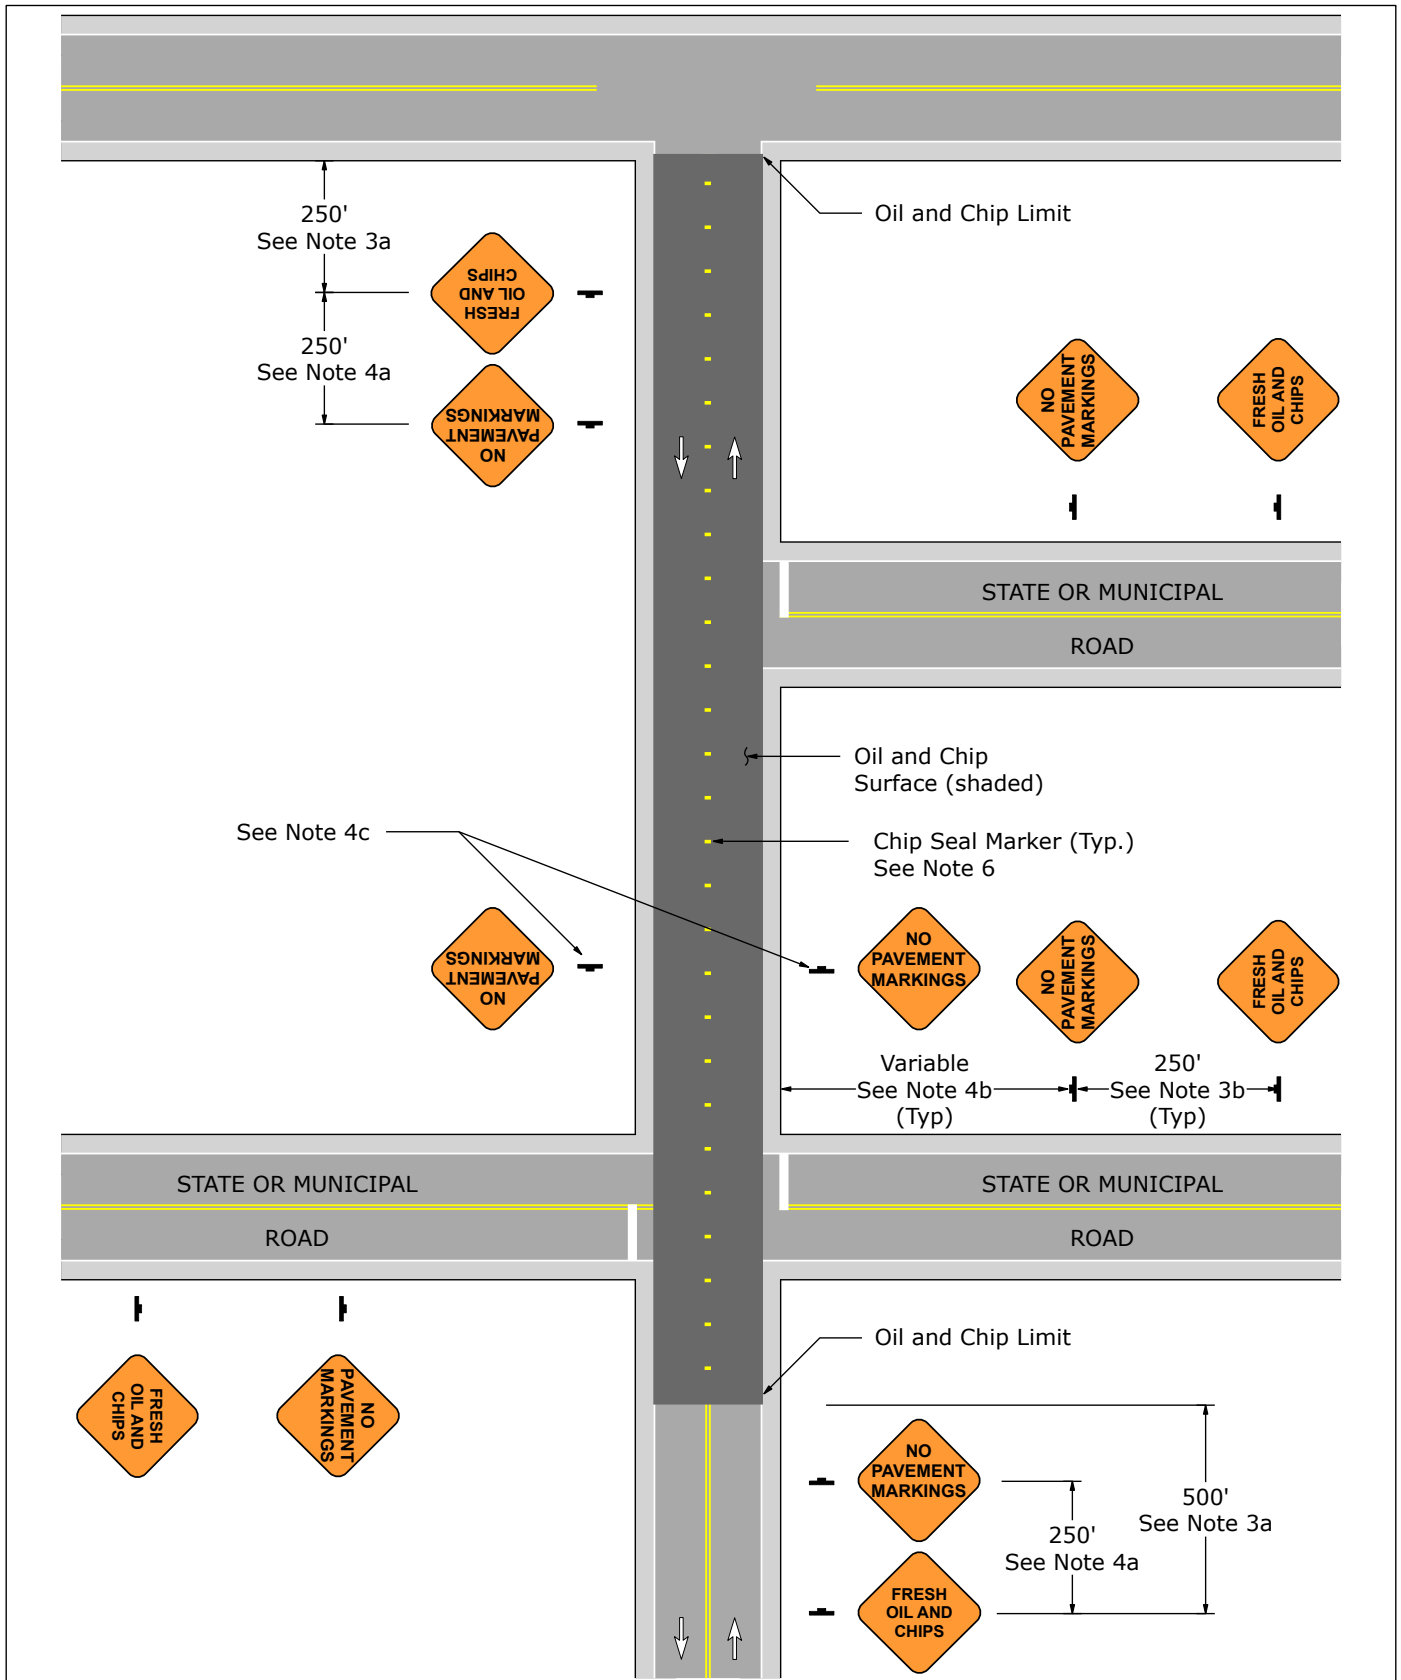 250'
See Note 3a
Oil and Chip Limit
FRESH
OIL AND
CHIPS
250'
See Note 4a
NO
PAVEMENT
MARKINGS
NO
PAVEMENT
MARKINGS
FRESH
OIL AND
CHIPS
STATE OR MUNICIPAL
ROAD
Oil and Chip
Surface (shaded)
See Note 4c
Chip Seal Marker (Typ.)
See Note 6
NO
PAVEMENT
MARKINGS
NO
PAVEMENT
MARKINGS
NO
PAVEMENT
MARKINGS
FRESH
OIL AND
CHIPS
Variable
See Note 4b
(Typ)
250'
See Note 3b
(Typ)
STATE OR MUNICIPAL
ROAD
STATE OR MUNICIPAL
ROAD
Oil and Chip Limit
FRESH
OIL AND
CHIPS
NO
PAVEMENT
MARKINGS
NO
PAVEMENT
MARKINGS
500'
See Note 3a
250'
See Note 4a
FRESH
OIL AND
CHIPS